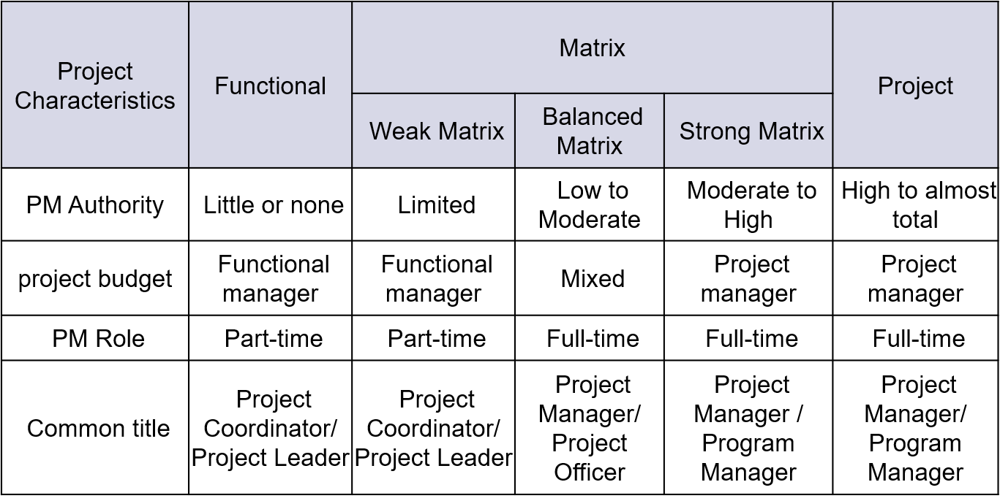 Project
Characteristics
Functional
Matrix
Project
Weak Matrix
Balanced
Matrix
Strong Matrix
PM Authority
Little or none
Limited
Low to
Moderate
Moderate to
High
High to almost
total
project budget
Functional
manager
Functional
manager
Mixed
Project
manager
Project
manager
PM Role
Part-time
Part-time
Full-time
Full-time
Full-time
Common title
Project
Coordinator/
Project Leader
Project
Coordinator/
Project Leader
Project
Manager/
Project
Officer
Project
Manager /
Program
Manager
Project
Manager/
Program
Manager